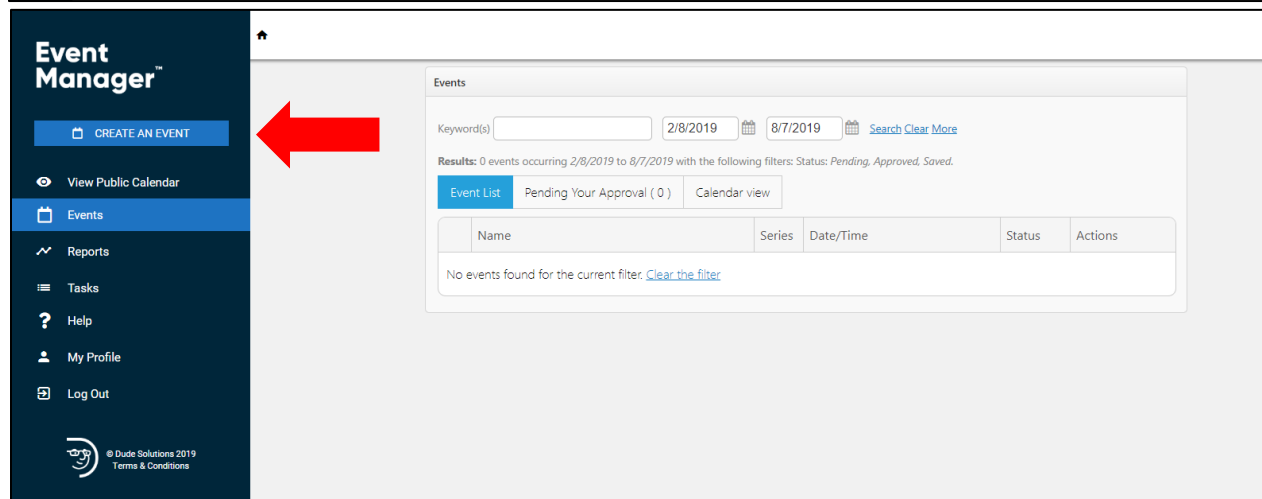 Event
Manager™
CREATE AN EVENT
View Public Calendar
Events
Reports
Tasks
Help
My Profile
Log Out
© Dude Solutions 2019
Terms & Conditions
Events
Keyword(s) 2/8/2019 8/7/2019 Search Clear More
Results: 0 events occurring 2/8/2019 to 8/7/2019 with the following filters: Status: Pending, Approved, Saved.
Event List Pending Your Approval ( 0 ) Calendar view
Name Series Date/Time Status Actions
No events found for the current filter. Clear the filter